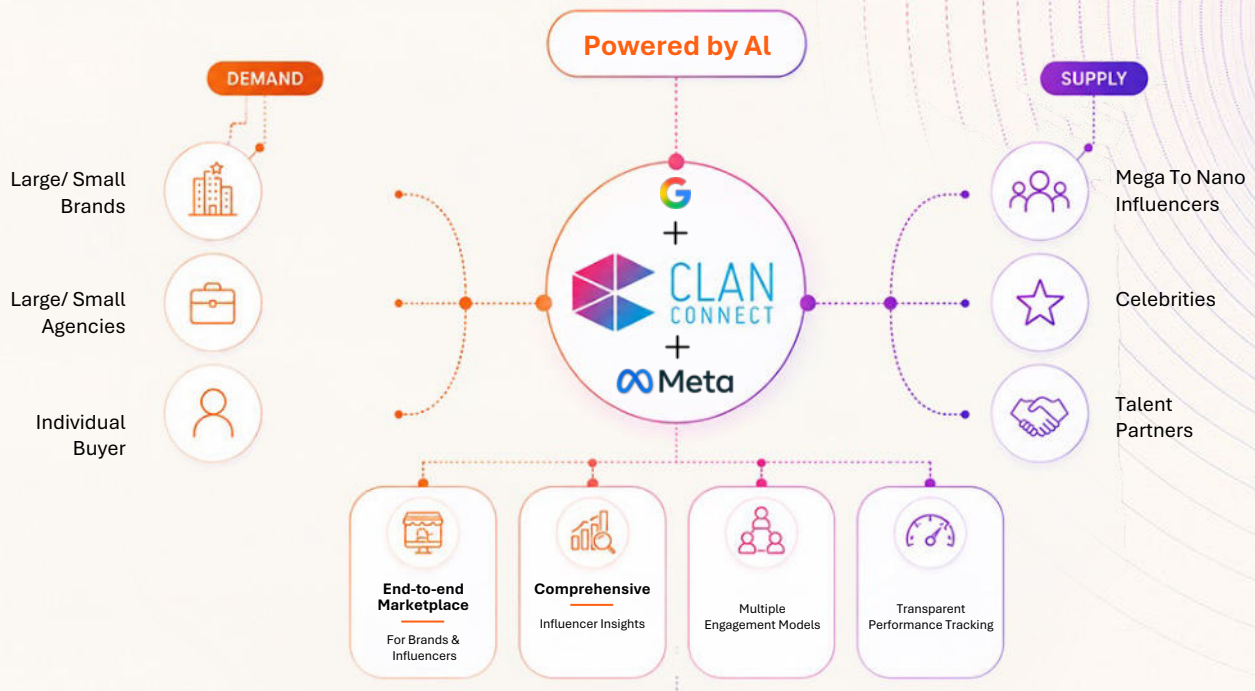 Powered by AI
DEMAND
SUPPLY
Large/ Small
Brands
Large/ Small
Agencies
Individual
Buyer
G
+
CLAN
CONNECT
+
Meta
Mega To Nano
Influencers
Celebrities
Talent
Partners
End-to-end
Marketplace
For Brands &
Influencers
Comprehensive
Influencer Insights
Multiple
Engagement Models
Transparent
Performance Tracking